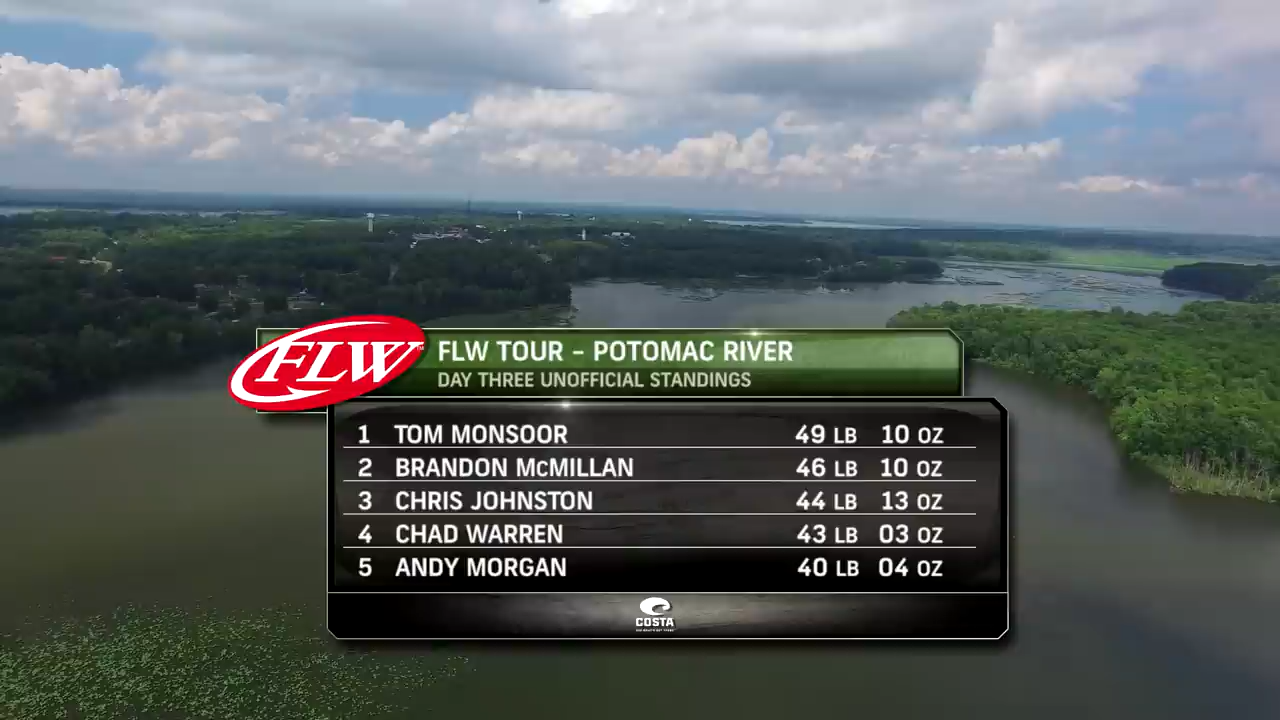 FLW
FLW TOUR - POTOMAC RIVER
DAY THREE UNOFFICIAL STANDINGS
1 TOM MONSOOR 49 LB 10 OZ
2 BRANDON McMILLAN 46 LB 10 OZ
3 CHRIS JOHNSTON 44 LB 13 OZ
4 CHAD WARREN 43 LB 03 OZ
5 ANDY MORGAN 40 LB 04 OZ
COSTA